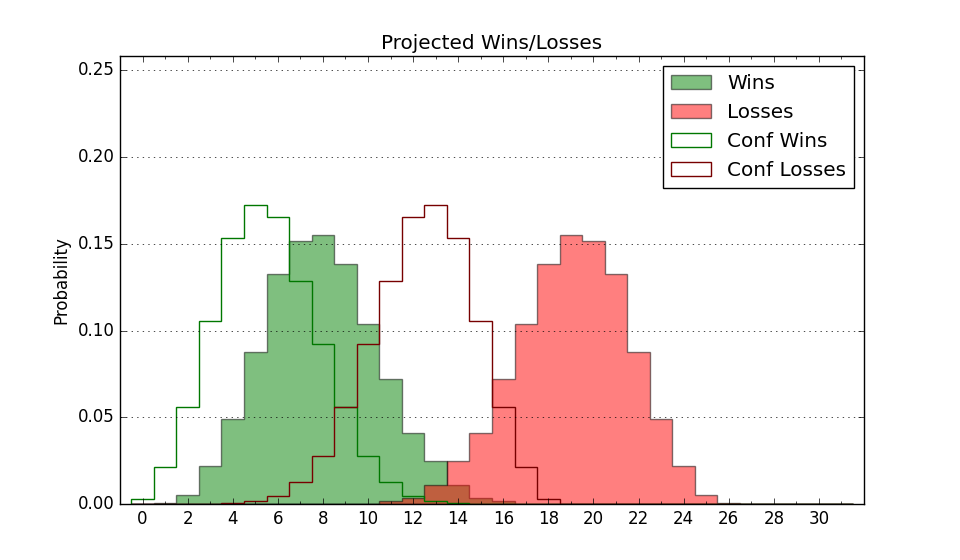 Projected Wins/Losses
0.25
0.20
0.15
0.10
0.05
0.00
Probability
Wins
Losses
Conf Wins
Conf Losses
0 2 4 6 8 10 12 14 16 18 20 22 24 26 28 30